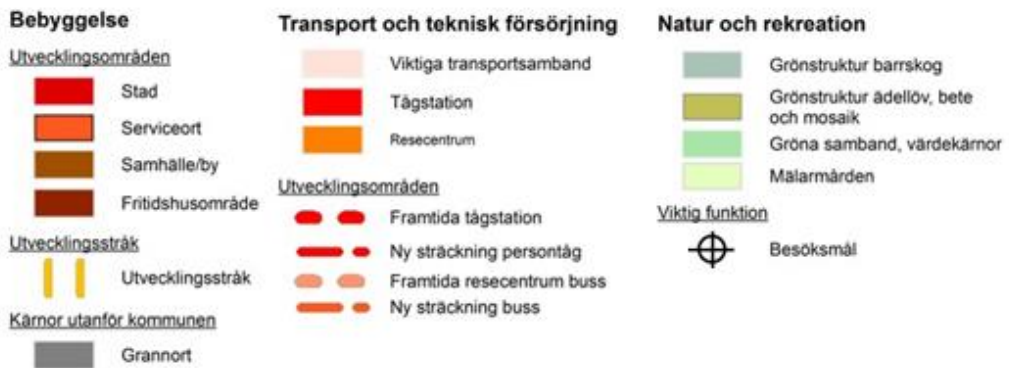 Bebyggelse
Utvecklingsområden
Stad
Serviceort
Samhälle/by
Fritidshusområde
Utvecklingsstråk
Utvecklingsstråk
Kärnor utanför kommunen
Grannort
Transport och teknisk försörjning
Viktiga transportsamband
Tågstation
Resecentrum
Utvecklingsområden
Framtida tågstation
Ny sträckning persontåg
Framtida resecentrum buss
Ny sträckning buss
Natur och rekreation
Grönstruktur barrskog
Grönstruktur ädellöv, bete
och mosaik
Gröna samband, värdekärnor
Mälarmården
Viktig funktion
Besöksmål